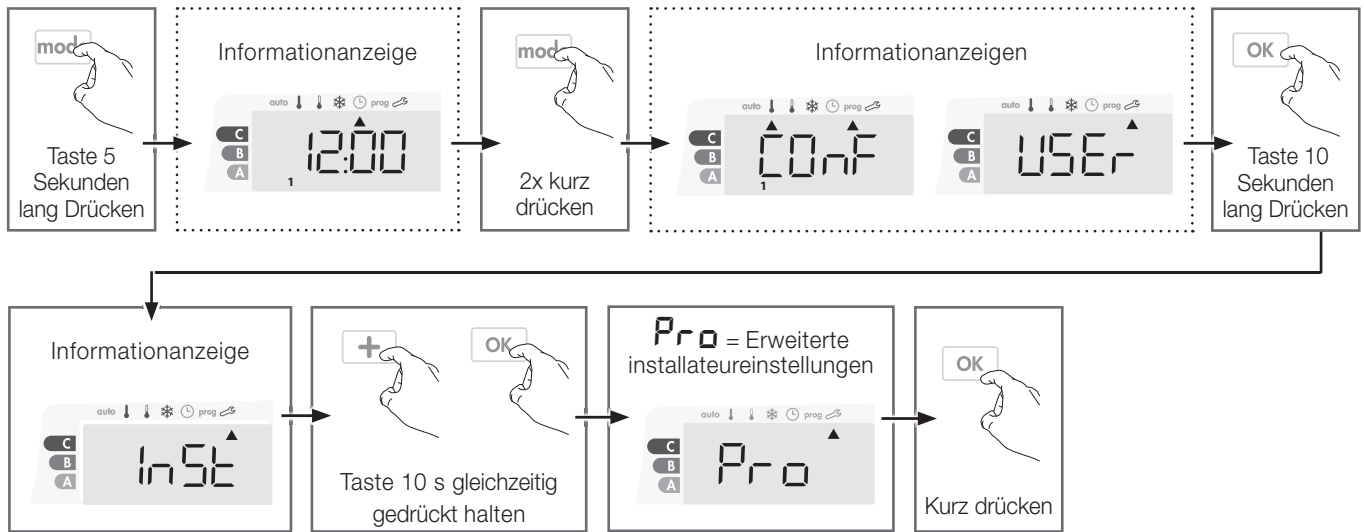 mod
Taste 5
Sekunden
lang Drücken
Informationanzeige
auto prog
C
B
A
12:00
1
mod
2x kurz
drücken
Informationanzeigen
auto prog
C
B
A
COnF
1
auto prog
C
B
A
USEr
OK
Taste 10
Sekunden
lang Drücken
Informationanzeige
auto prog
C
B
A
InSt
+
OK
Taste 10 s gleichzeitig
gedrückt halten
Pro = Erweiterte
installateureinstellungen
auto prog
C
B
A
Pro
OK
Kurz drücken